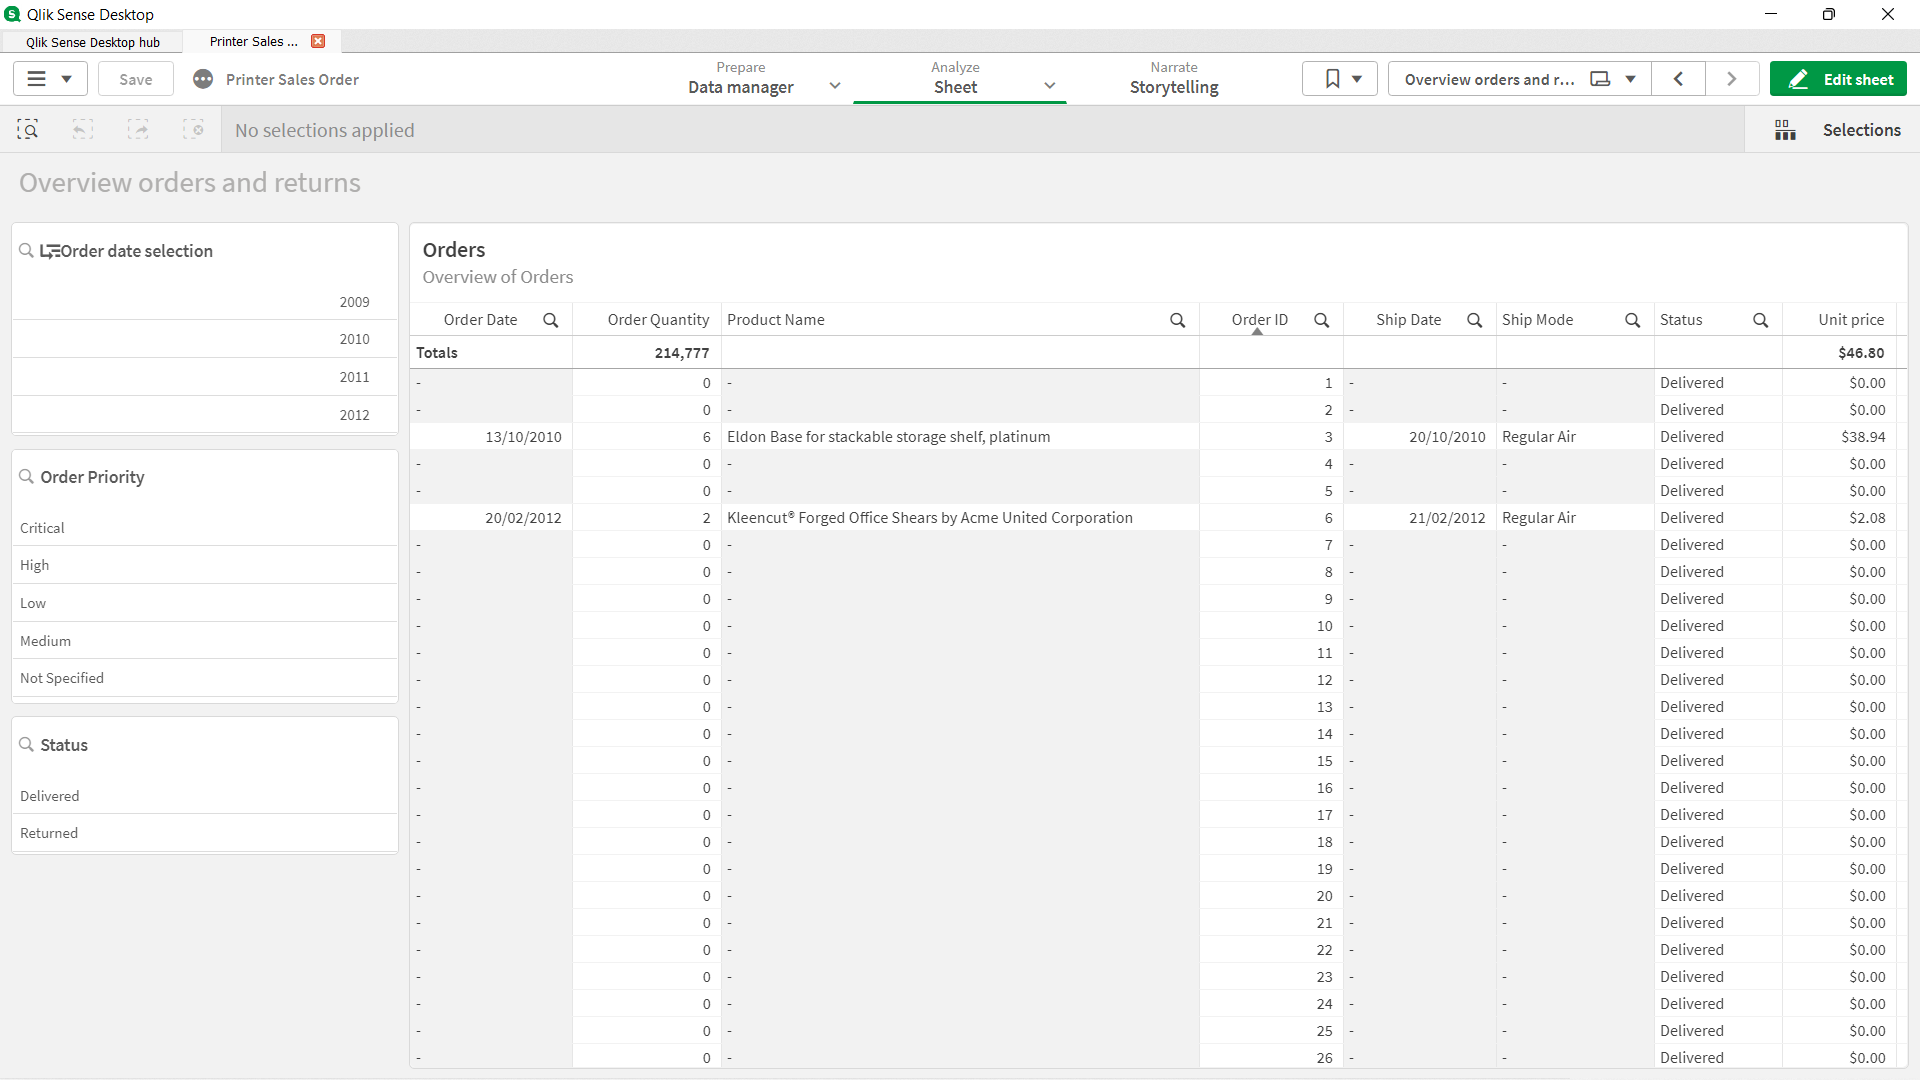 Qlik Sense Desktop
Qlik Sense Desktop hub
Printer Sales ...
Save
Printer Sales Order
Prepare
Data manager
Analyze
Sheet
Narrate
Storytelling
Overview orders and r...
Edit sheet
No selections applied
Selections
Overview orders and returns
Order date selection
2009
2010
2011
2012
Order Priority
Critical
High
Low
Medium
Not Specified
Status
Delivered
Returned
Orders
Overview of Orders
Order Date Order Quantity Product Name Order ID Ship Date Ship Mode Status Unit price
Totals 214,777 $46.80
- 0 - 1 - - Delivered $0.00
- 0 - 2 - - Delivered $0.00
13/10/2010 6 Eldon Base for stackable storage shelf, platinum 3 20/10/2010 Regular Air Delivered $38.94
- 0 - 4 - - Delivered $0.00
- 0 - 5 - - Delivered $0.00
20/02/2012 2 Kleencut® Forged Office Shears by Acme United Corporation 6 21/02/2012 Regular Air Delivered $2.08
- 0 - 7 - - Delivered $0.00
- 0 - 8 - - Delivered $0.00
- 0 - 9 - - Delivered $0.00
- 0 - 10 - - Delivered $0.00
- 0 - 11 - - Delivered $0.00
- 0 - 12 - - Delivered $0.00
- 0 - 13 - - Delivered $0.00
- 0 - 14 - - Delivered $0.00
- 0 - 15 - - Delivered $0.00
- 0 - 16 - - Delivered $0.00
- 0 - 17 - - Delivered $0.00
- 0 - 18 - - Delivered $0.00
- 0 - 19 - - Delivered $0.00
- 0 - 20 - - Delivered $0.00
- 0 - 21 - - Delivered $0.00
- 0 - 22 - - Delivered $0.00
- 0 - 23 - - Delivered $0.00
- 0 - 24 - - Delivered $0.00
- 0 - 25 - - Delivered $0.00
- 0 - 26 - - Delivered $0.00